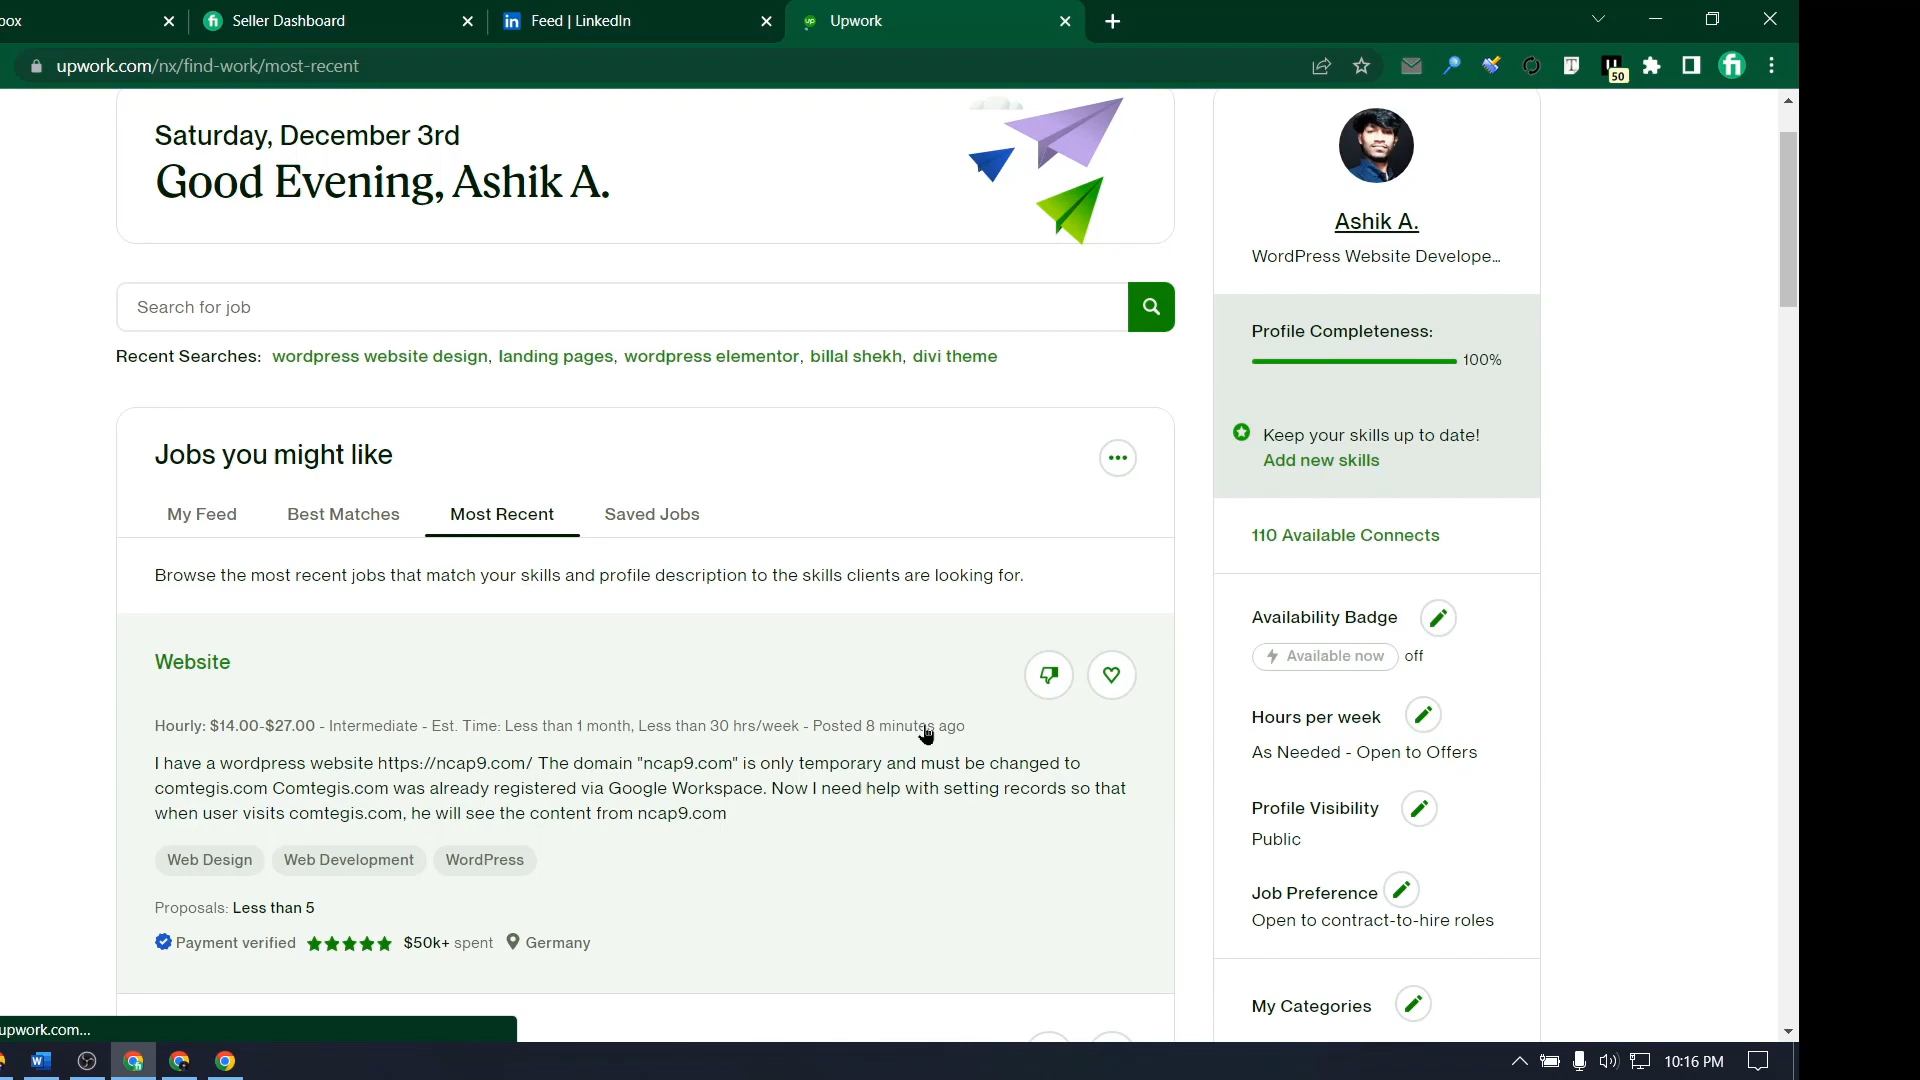 ox
Seller Dashboard
Feed | LinkedIn
Upwork
upwork.com/nx/find-work/most-recent
50
Saturday, December 3rd
Good Evening, Ashik A.
Search for job
Recent Searches: wordpress website design, landing pages, wordpress elementor, billal shekh, divi theme
Jobs you might like
My Feed
Best Matches
Most Recent
Saved Jobs
Browse the most recent jobs that match your skills and profile description to the skills clients are looking for.
Website
Hourly: $14.00-$27.00 - Intermediate - Est. Time: Less than 1 month, Less than 30 hrs/week - Posted 8 minutes ago
I have a wordpress website https://ncap9.com/ The domain "ncap9.com" is only temporary and must be changed to
comtegis.com Comtegis.com was already registered via Google Workspace. Now I need help with setting records so that
when user visits comtegis.com, he will see the content from ncap9.com
Web Design
Web Development
WordPress
Proposals: Less than 5
Payment verified
$50k+ spent
Germany
Ashik A.
WordPress Website Develope...
Profile Completeness:
100%
Keep your skills up to date!
Add new skills
110 Available Connects
Availability Badge
Available now
off
Hours per week
As Needed - Open to Offers
Profile Visibility
Public
Job Preference
Open to contract-to-hire roles
My Categories
upwork.com...
10:16 PM